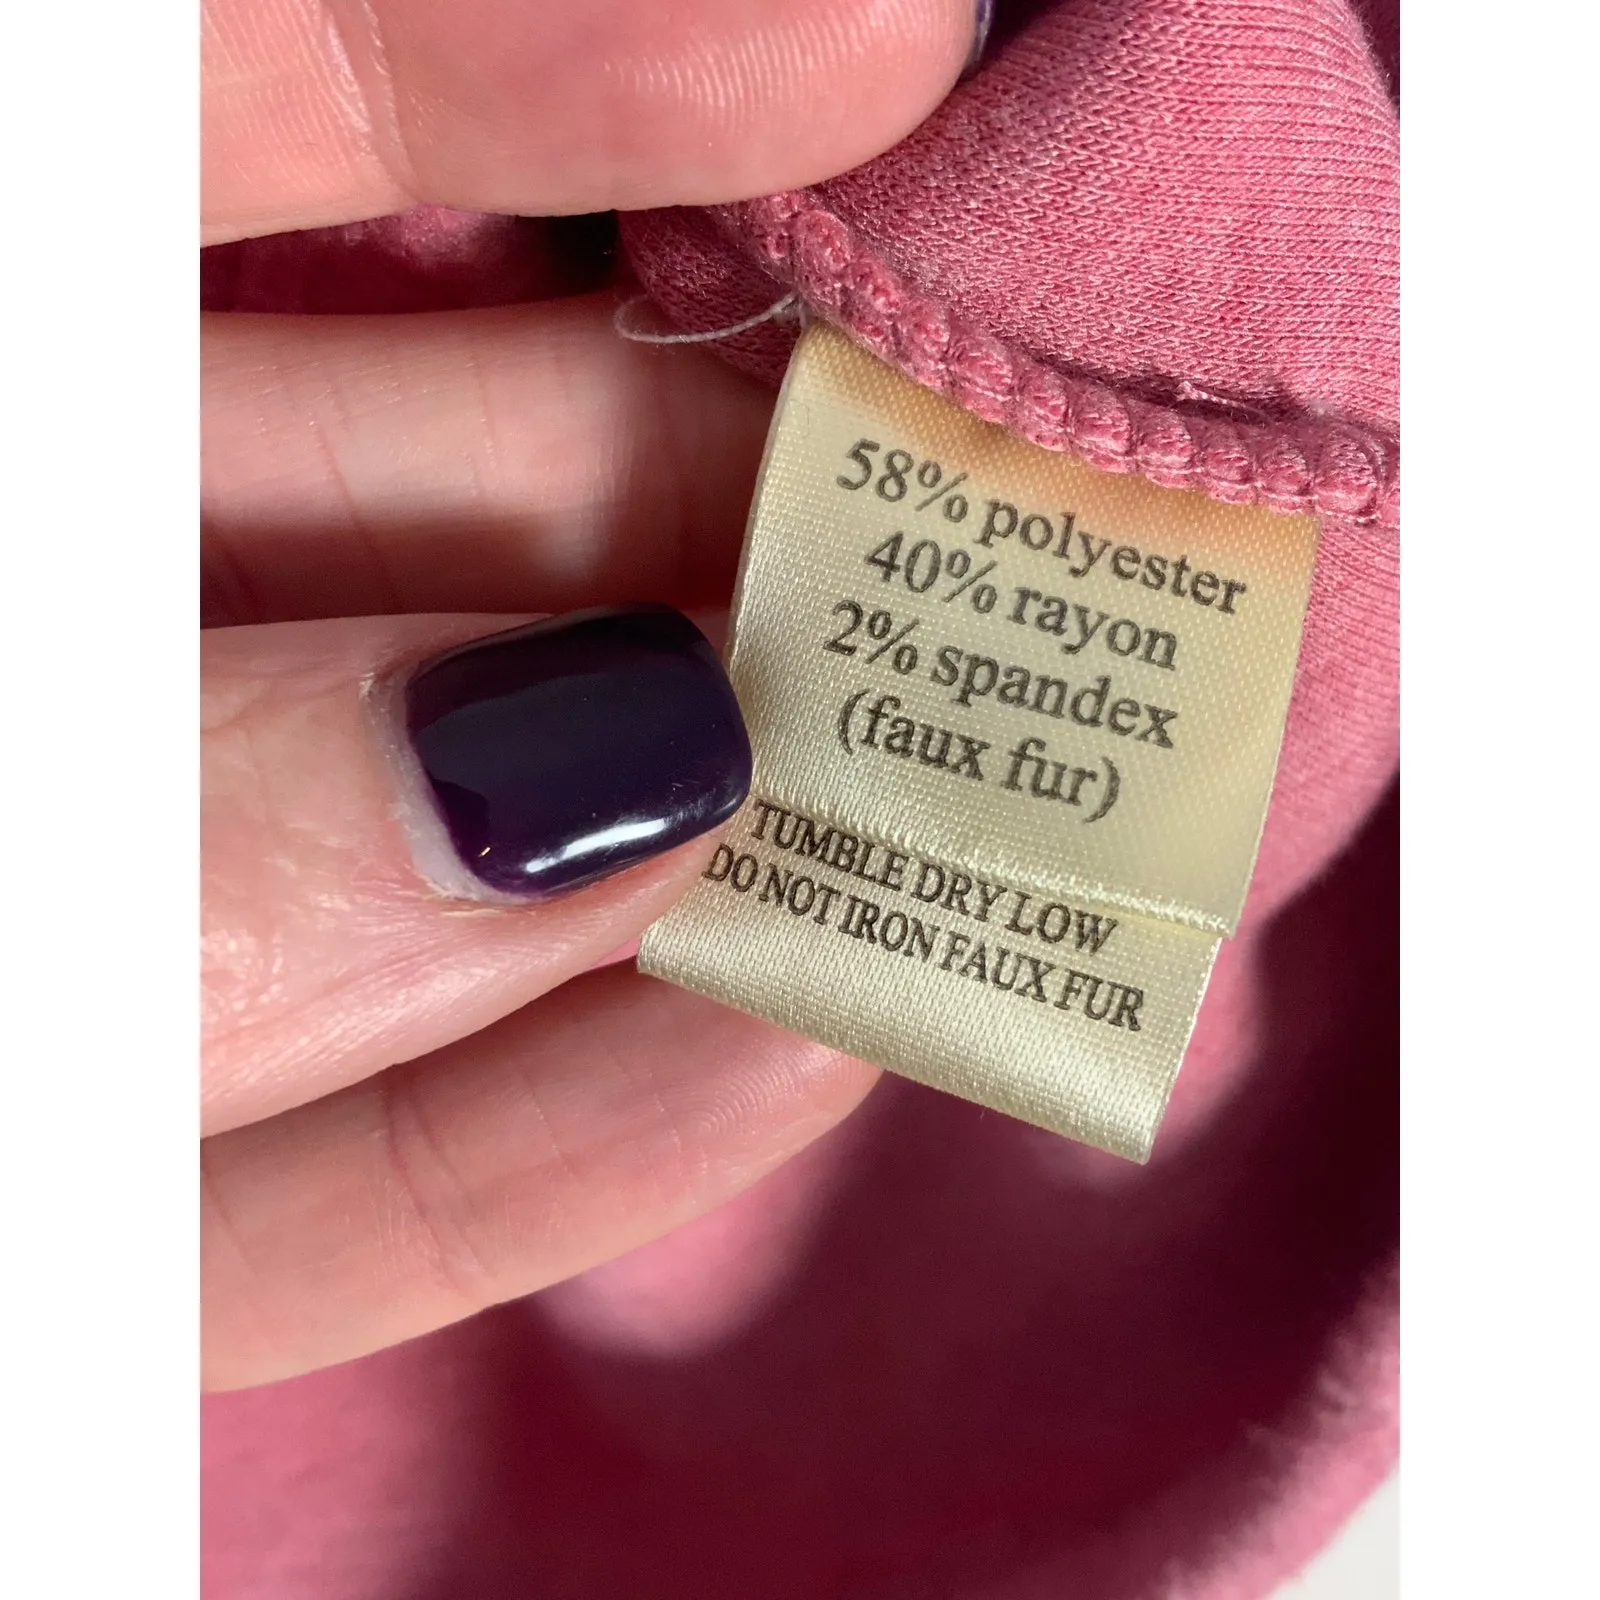 58% polyester
40% rayon
2% spandex
(faux fur)
TUMBLE DRY LOW
DO NOT IRON FAUX FUR